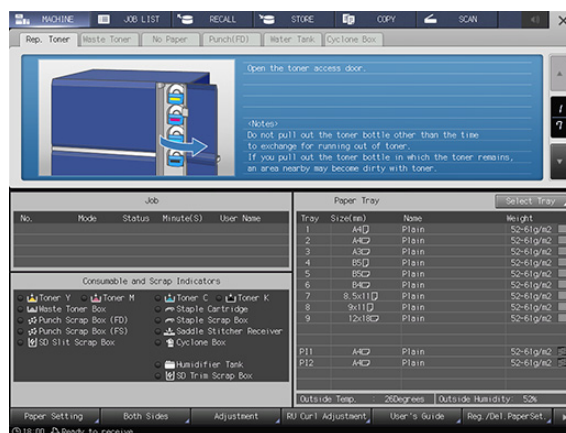 MACHINE JOB LIST RECALL STORE COPY SCAN
Rep. Toner Waste Toner No Paper Punch(FD) Water Tank Cyclone Box
Open the toner access door.
<Notes>
Do not pull out the toner bottle other than the time
to exchange for running out of toner.
If you pull out the toner bottle in which the toner remains,
an area nearby may become dirty with toner.
1
7
Job
No. Mode Status Minute(S) User Name
Consumable and Scrap Indicators
Toner Y Toner M Toner C Toner K
Waste Toner Box Staple Cartridge
Punch Scrap Box (FD) Staple Scrap Box
Punch Scrap Box (FS) Saddle Stitcher Receiver
SD Slit Scrap Box Cyclone Box
Humidifier Tank
SD Trim Scrap Box
Paper Tray Select Tray
Tray Size(mm) Name Weight
1 A4 Plain 52-61g/m2
2 A4 Plain 52-61g/m2
3 A3 Plain 52-61g/m2
4 B5 Plain 52-61g/m2
5 B5 Plain 52-61g/m2
6 B4 Plain 52-61g/m2
7 8.5x11 Plain 52-61g/m2
8 9x11 Plain 52-61g/m2
9 12x18 Plain 52-61g/m2
PI1 A4 Plain 52-61g/m2
PI2 A4 Plain 52-61g/m2
Outside Temp. : 26Degrees Outside Humidity: 52%
Paper Setting Both Sides Adjustment RU Curl Adjustment User's Guide Reg./Del.PaperSet.
18:00 Ready to receive